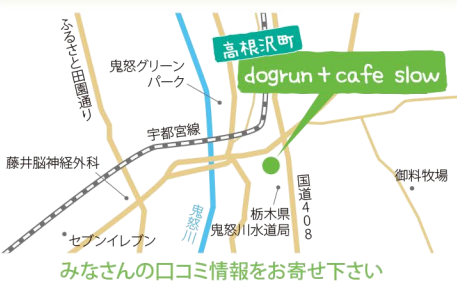 ふるさと田園通り
鬼怒グリーン
パーク
高根沢町
dogrun+cafe slow
宇都宮線
藤井脳神経外科
御料牧場
国道408
栃木県
鬼怒川水道局
鬼怒川
セブンイレブン
みなさんの口コミ情報をお寄せ下さい